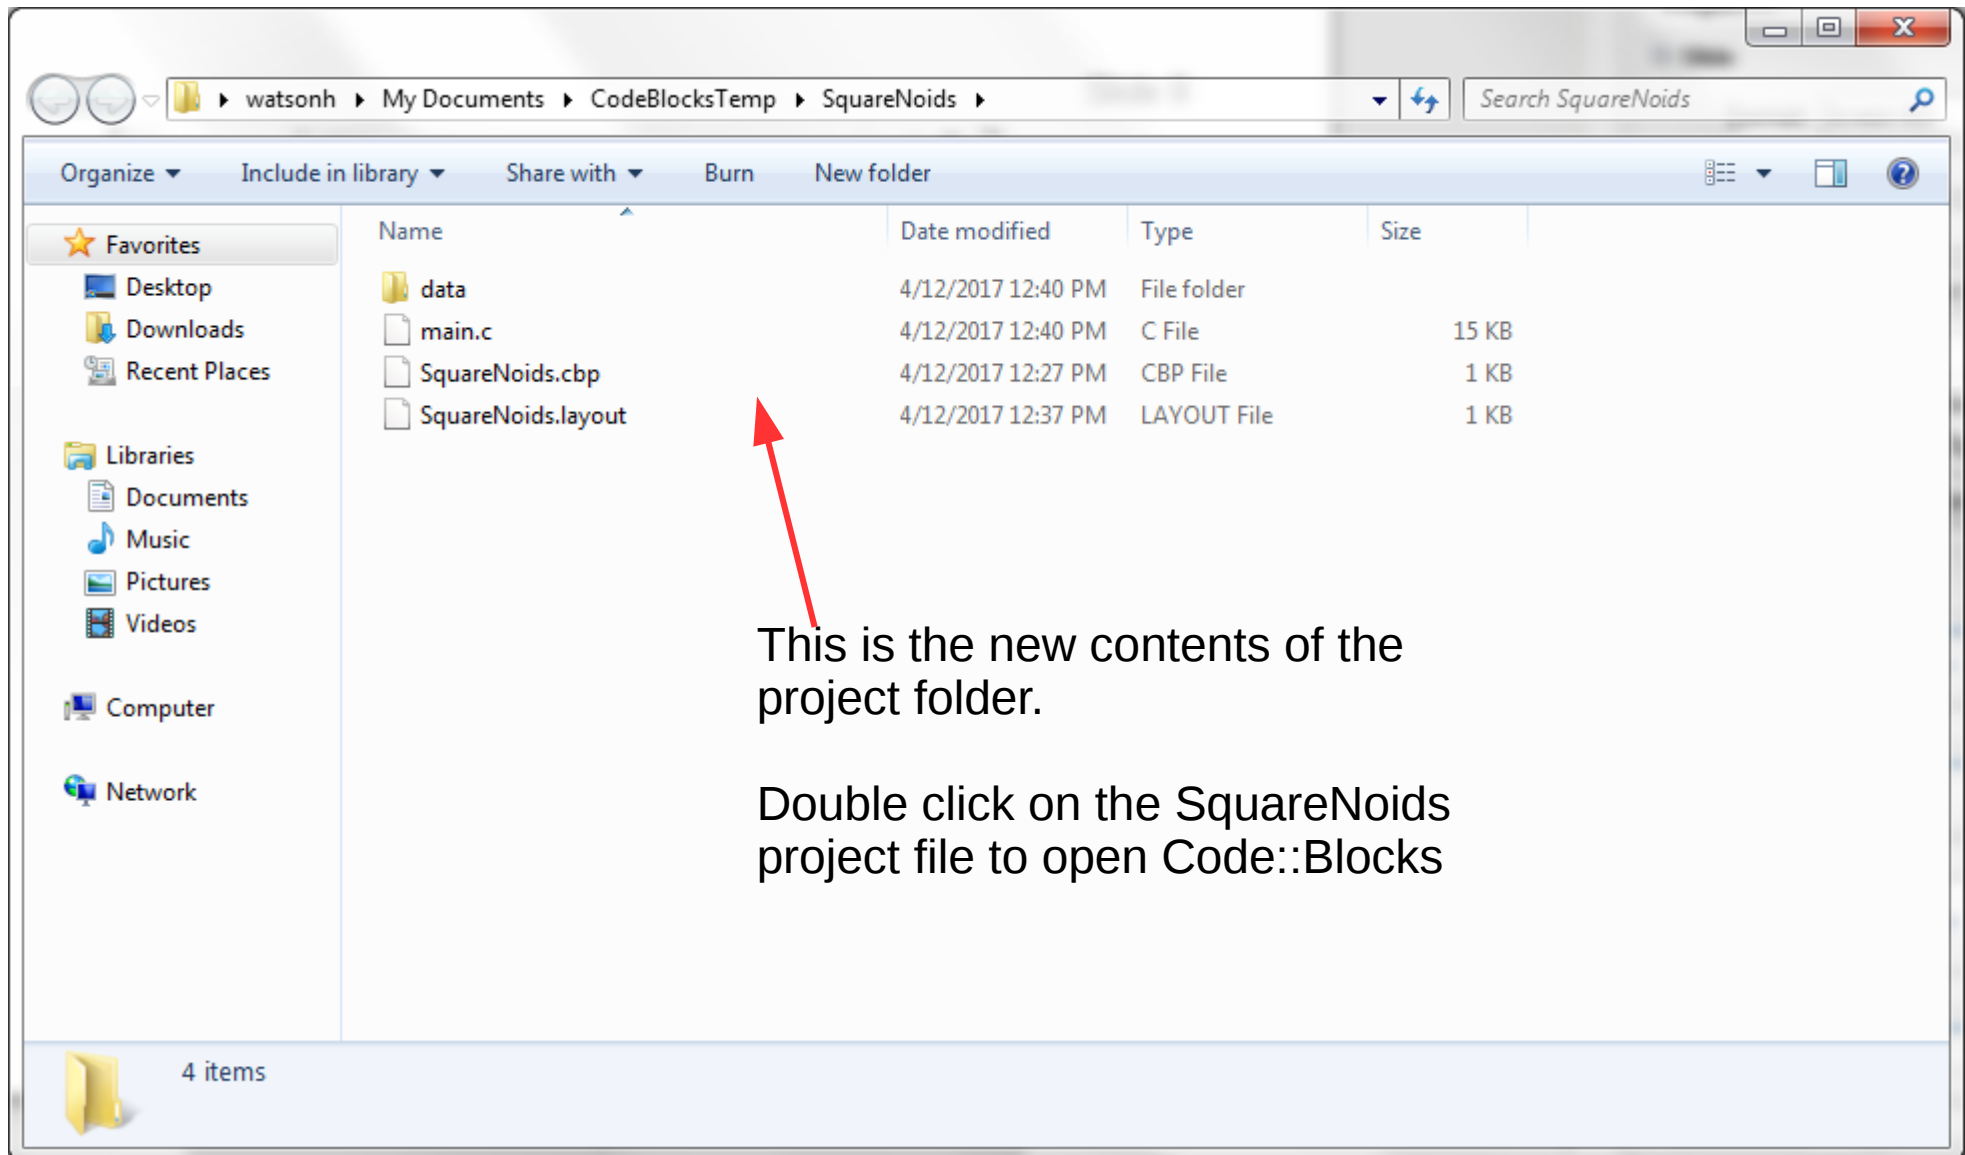 watsonh ▸ My Documents ▸ CodeBlocksTemp ▸ SquareNoids ▸
Search SquareNoids
Organize Include in library Share with Burn New folder
Favorites
Desktop
Downloads
Recent Places
Libraries
Documents
Music
Pictures
Videos
Computer
Network
Name Date modified Type Size
data 4/12/2017 12:40 PM File folder
main.c 4/12/2017 12:40 PM C File 15 KB
SquareNoids.cbp 4/12/2017 12:27 PM CBP File 1 KB
SquareNoids.layout 4/12/2017 12:37 PM LAYOUT File 1 KB
This is the new contents of the
project folder.
Double click on the SquareNoids
project file to open Code::Blocks
4 items